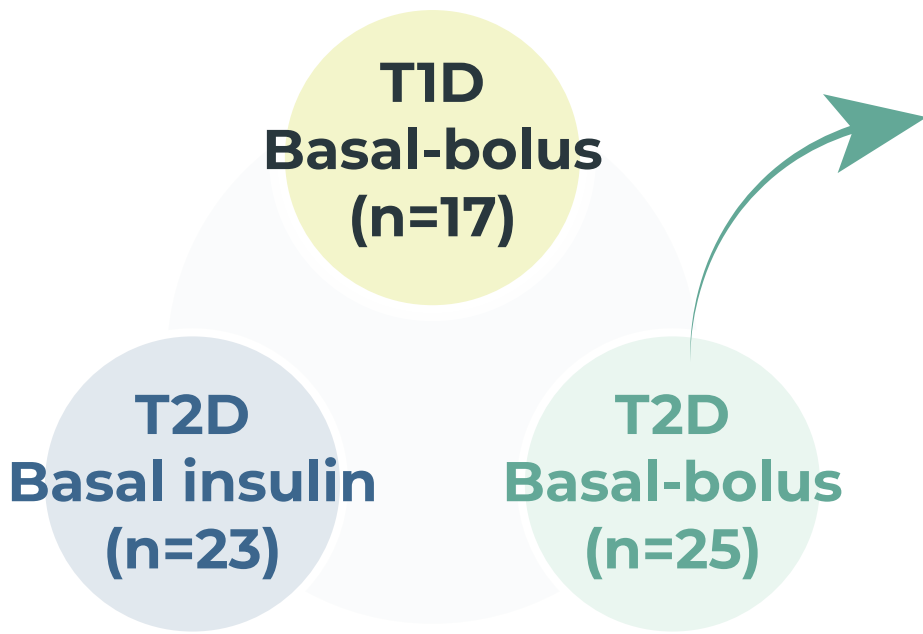 T1D
Basal-bolus
(n=17)
T2D
Basal insulin
(n=23)
T2D
Basal-bolus
(n=25)